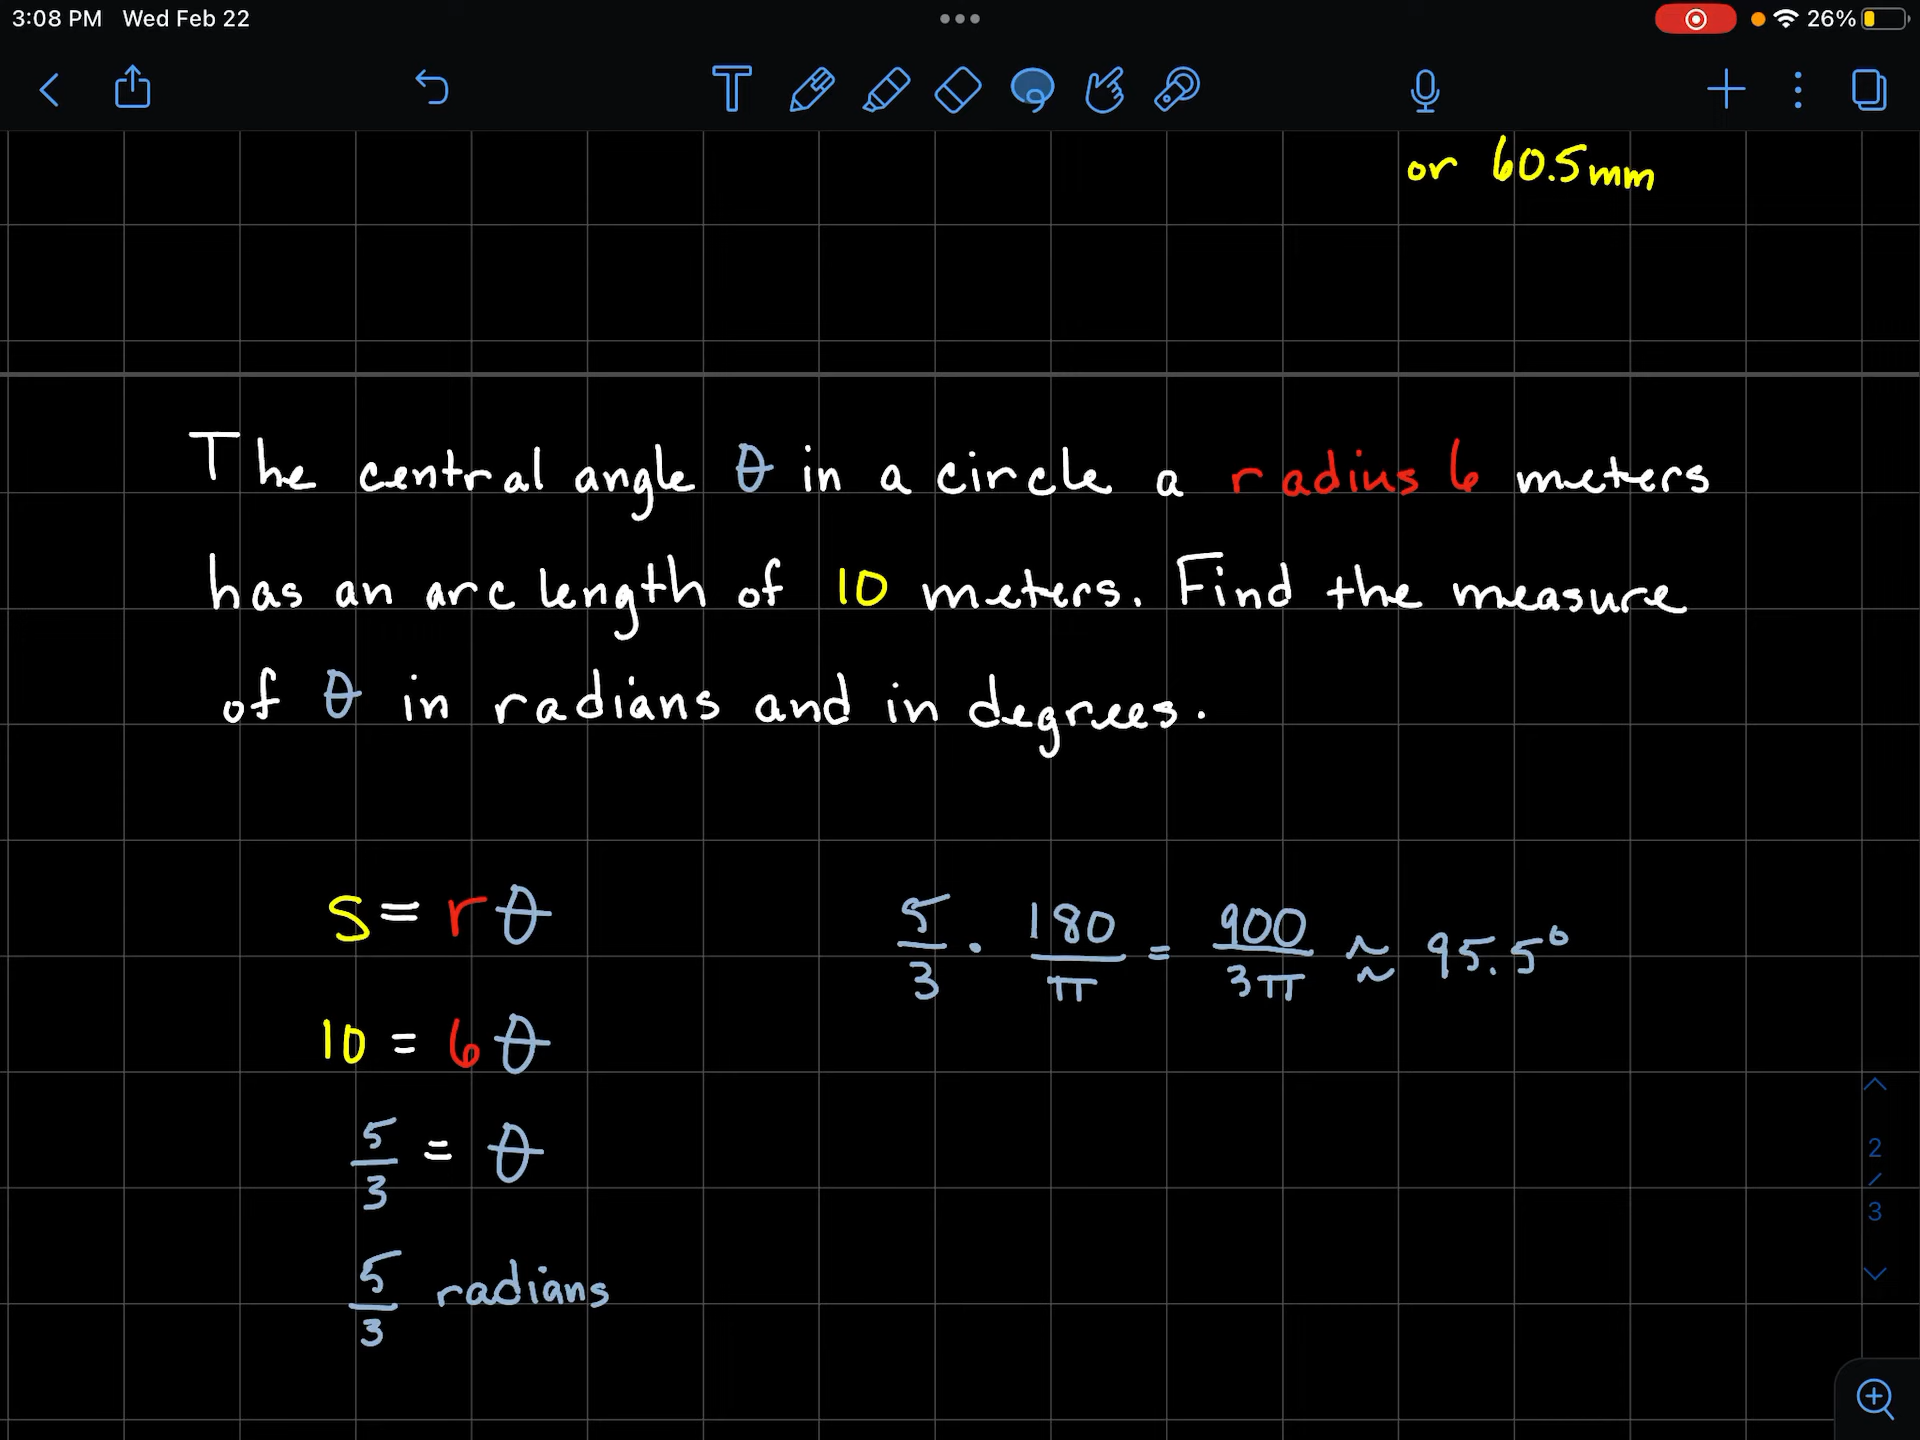 3:08 PM Wed Feb 22
26%
T
or 60.5mm
The central angle θ in a circle a radius 6 meters
has an arc length of 10 meters. Find the measure
of θ in radians and in degrees.
s = rθ
10 = 6θ
5/3 = θ
5/3 radians
5/3 · 180/π = 900/3π ≈ 95.5°
2
/
3